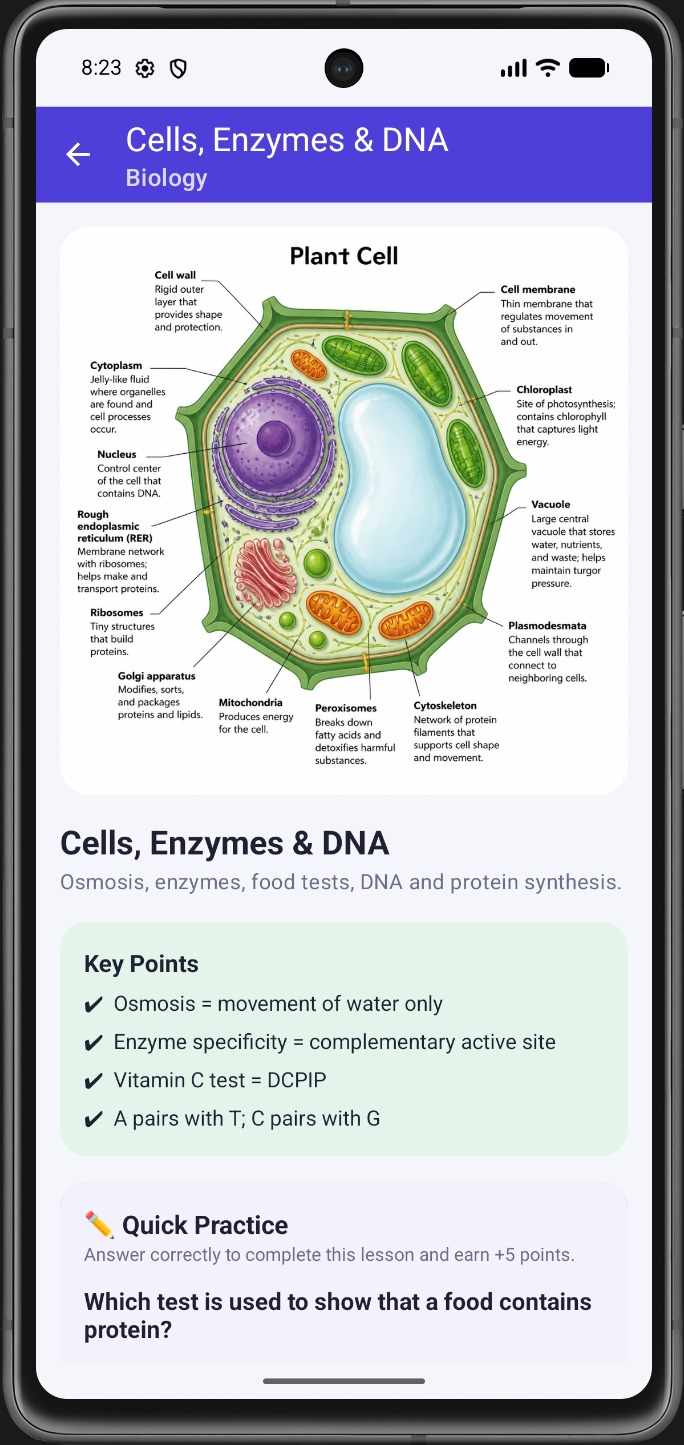 8:23
Cells, Enzymes & DNA
Biology
Plant Cell
Cell wall
Rigid outer
layer that
provides shape
and protection.
Cell membrane
Thin membrane that
regulates movement
of substances in
and out.
Cytoplasm
Jelly-like fluid
where organelles
are found and
cell processes
occur.
Chloroplast
Site of photosynthesis;
contains chlorophyll
that captures light
energy.
Nucleus
Control center
of the cell that
contains DNA.
Rough
endoplasmic
reticulum (RER)
Membrane network
with ribosomes;
helps make and
transport proteins.
Vacuole
Large central
vacuole that stores
water, nutrients,
and waste; helps
maintain turgor
pressure.
Ribosomes
Tiny structures
that build
proteins.
Plasmodesmata
Channels through
the cell wall that
connect to
neighboring cells.
Golgi apparatus
Modifies, sorts,
and packages
proteins and lipids.
Mitochondria
Produces energy
for the cell.
Peroxisomes
Breaks down
fatty acids and
detoxifies harmful
substances.
Cytoskeleton
Network of protein
filaments that
supports cell shape
and movement.
Cells, Enzymes & DNA
Osmosis, enzymes, food tests, DNA and protein synthesis.
Key Points
✔ Osmosis = movement of water only
✔ Enzyme specificity = complementary active site
✔ Vitamin C test = DCPIP
✔ A pairs with T; C pairs with G
✏️ Quick Practice
Answer correctly to complete this lesson and earn +5 points.
Which test is used to show that a food contains
protein?